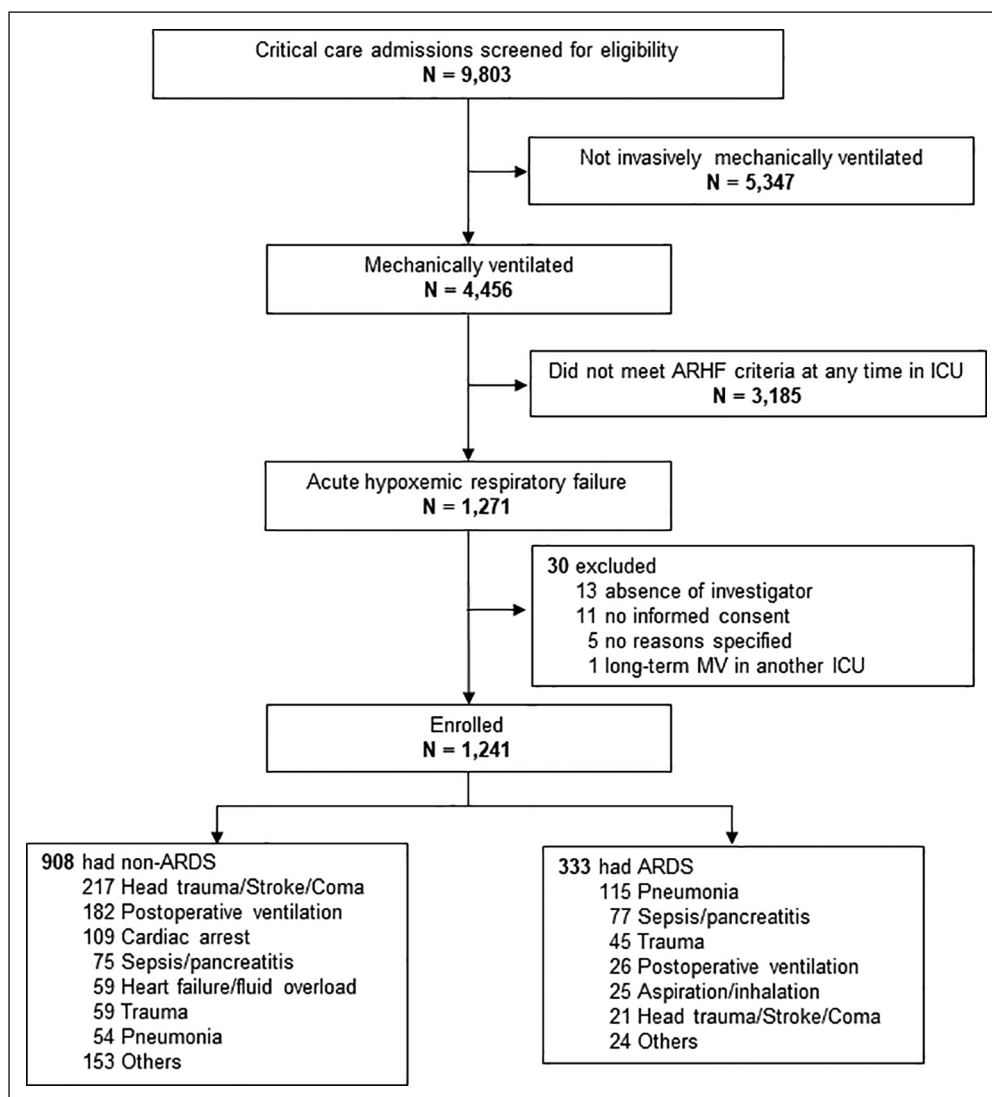 Critical care admissions screened for eligibility
N = 9,803
Not invasively mechanically ventilated
N = 5,347
Mechanically ventilated
N = 4,456
Did not meet ARHF criteria at any time in ICU
N = 3,185
Acute hypoxemic respiratory failure
N = 1,271
30 excluded
13 absence of investigator
11 no informed consent
5 no reasons specified
1 long-term MV in another ICU
Enrolled
N = 1,241
908 had non-ARDS
217 Head trauma/Stroke/Coma
182 Postoperative ventilation
109 Cardiac arrest
75 Sepsis/pancreatitis
59 Heart failure/fluid overload
59 Trauma
54 Pneumonia
153 Others
333 had ARDS
115 Pneumonia
77 Sepsis/pancreatitis
45 Trauma
26 Postoperative ventilation
25 Aspiration/inhalation
21 Head trauma/Stroke/Coma
24 Others